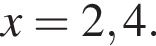 x = 2,4.